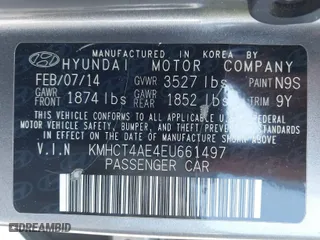 MANUFACTURED IN KOREA BY
HYUNDAI MOTOR COMPANY
FEB/07/14 GVWR 3527 lbs PAINT N9S
GAWR FRONT 1874 lbs GAWR REAR 1852 lbs TRIM 9Y
THIS VEHICLE CONFORMS TO ALL APPLICABLE U.S. FEDERAL MOTOR VEHICLE
SAFETY, BUMPER, AND THEFT PREVENTION STANDARDS IN EFFECT
ON THE DATE OF MANUFACTURE SHOWN ABOVE.
V.I.N KMHCT4AE4EU661497
PASSENGER CAR
© DREAMBID